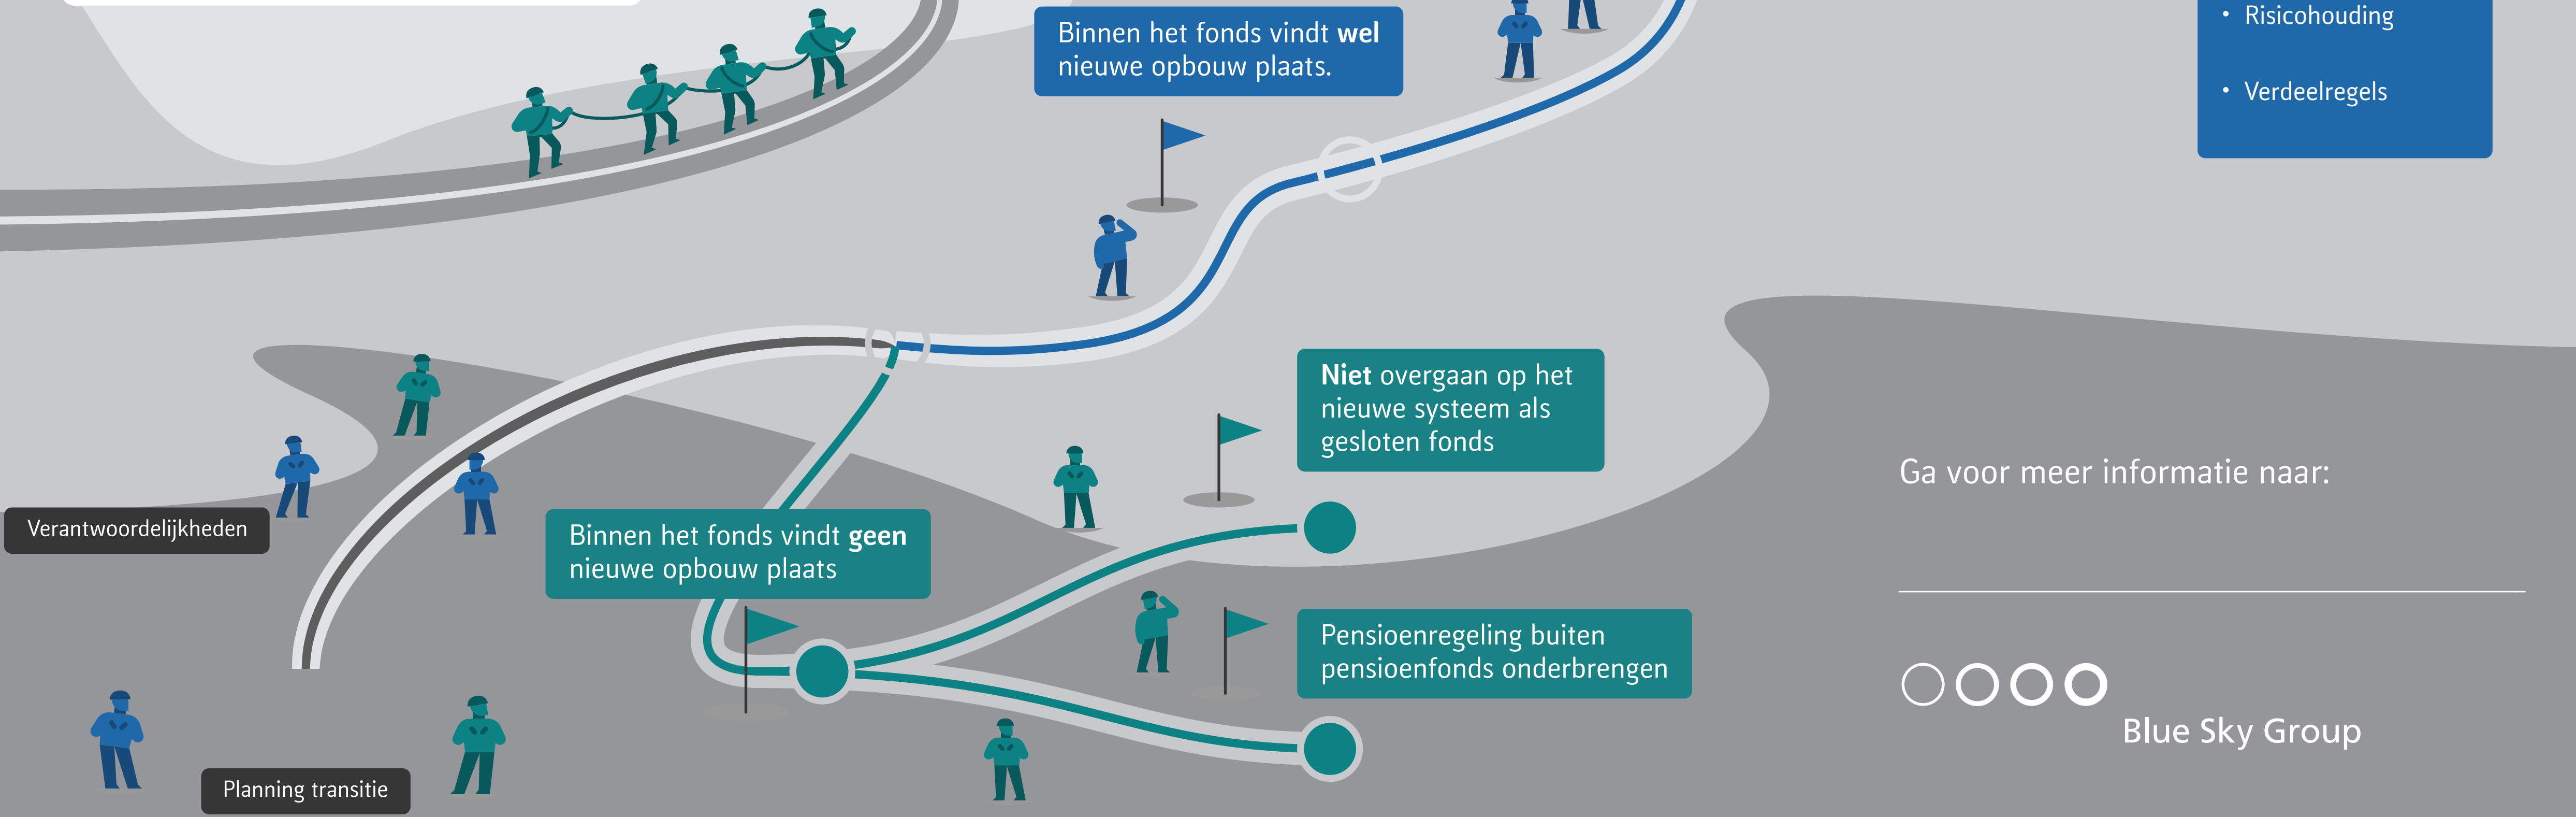 Binnen het fonds vindt wel
nieuwe opbouw plaats.
• Risicohouding
• Verdeelregels
Niet overgaan op het
nieuwe systeem als
gesloten fonds
Ga voor meer informatie naar:
Verantwoordelijkheden
Binnen het fonds vindt geen
nieuwe opbouw plaats
Pensioenregeling buiten
pensioenfonds onderbrengen
Blue Sky Group
Planning transitie